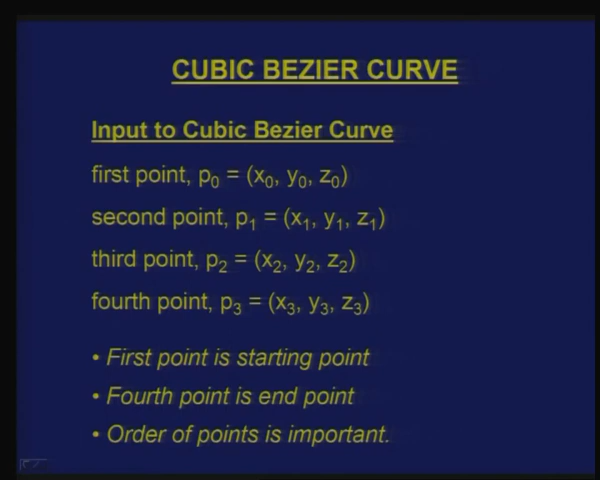 CUBIC BEZIER CURVE
Input to Cubic Bezier Curve
first point, p₀ = (x₀, y₀, z₀)
second point, p₁ = (x₁, y₁, z₁)
third point, p₂ = (x₂, y₂, z₂)
fourth point, p₃ = (x₃, y₃, z₃)
• First point is starting point
• Fourth point is end point
• Order of points is important.